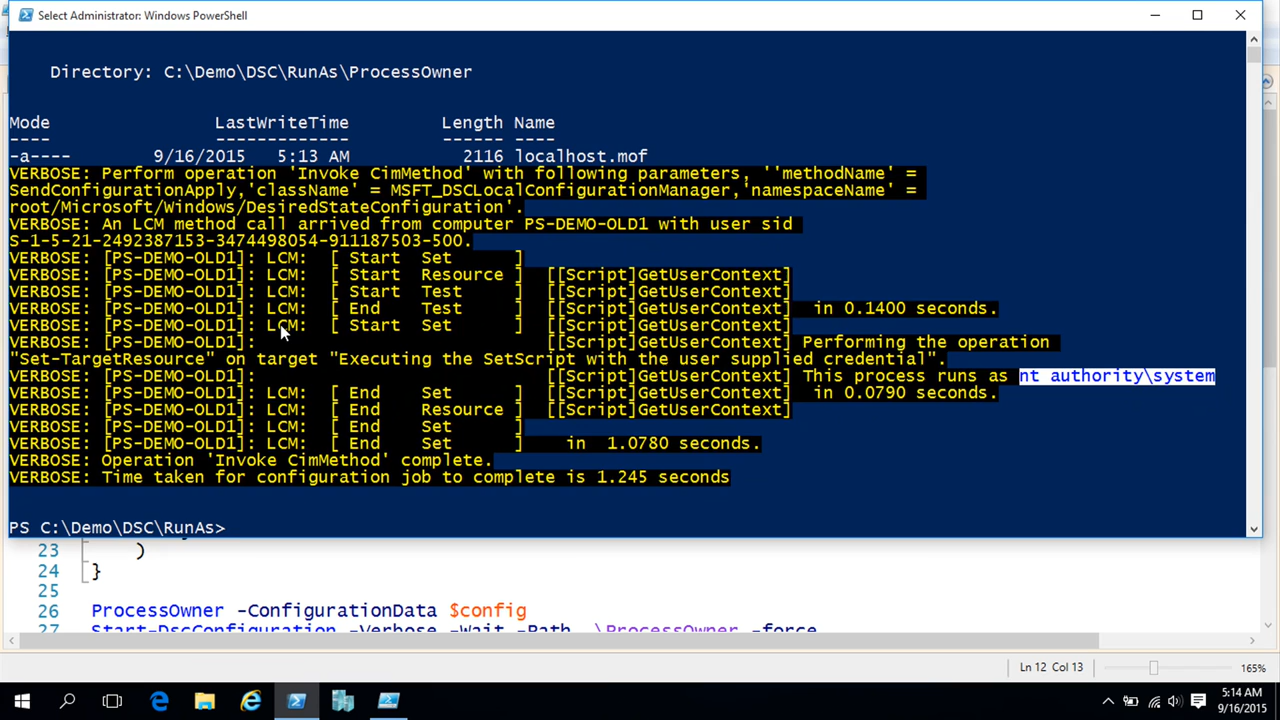 Select Administrator: Windows PowerShell
Directory: C:\Demo\DSC\RunAs\ProcessOwner
Mode LastWriteTime Length Name
---- ------------- ------ ----
-a---- 9/16/2015 5:13 AM 2116 localhost.mof
VERBOSE: Perform operation 'Invoke CimMethod' with following parameters, ''methodName' =
SendConfigurationApply,'className' = MSFT_DSCLocalConfigurationManager,'namespaceName' =
root/Microsoft/Windows/DesiredStateConfiguration'.
VERBOSE: An LCM method call arrived from computer PS-DEMO-OLD1 with user sid
S-1-5-21-2492387153-3474498054-911187503-500.
VERBOSE: [PS-DEMO-OLD1]: LCM: [ Start Set ]
VERBOSE: [PS-DEMO-OLD1]: LCM: [ Start Resource ] [[Script]GetUserContext]
VERBOSE: [PS-DEMO-OLD1]: LCM: [ Start Test ] [[Script]GetUserContext]
VERBOSE: [PS-DEMO-OLD1]: LCM: [ End Test ] [[Script]GetUserContext] in 0.1400 seconds.
VERBOSE: [PS-DEMO-OLD1]: LCM: [ Start Set ] [[Script]GetUserContext]
VERBOSE: [PS-DEMO-OLD1]: [[Script]GetUserContext] Performing the operation
"Set-TargetResource" on target "Executing the SetScript with the user supplied credential".
VERBOSE: [PS-DEMO-OLD1]: [[Script]GetUserContext] This process runs as nt authority\system
VERBOSE: [PS-DEMO-OLD1]: LCM: [ End Set ] [[Script]GetUserContext] in 0.0790 seconds.
VERBOSE: [PS-DEMO-OLD1]: LCM: [ End Resource ] [[Script]GetUserContext]
VERBOSE: [PS-DEMO-OLD1]: LCM: [ End Set ]
VERBOSE: [PS-DEMO-OLD1]: LCM: [ End Set ] in 1.0780 seconds.
VERBOSE: Operation 'Invoke CimMethod' complete.
VERBOSE: Time taken for configuration job to complete is 1.245 seconds
PS C:\Demo\DSC\RunAs>
23 )
24 }
25
26 ProcessOwner -ConfigurationData $config
27 Start-DscConfiguration -Verbose -Wait -Path .\ProcessOwner -force
Ln 12 Col 13 165%
5:14 AM
9/16/2015